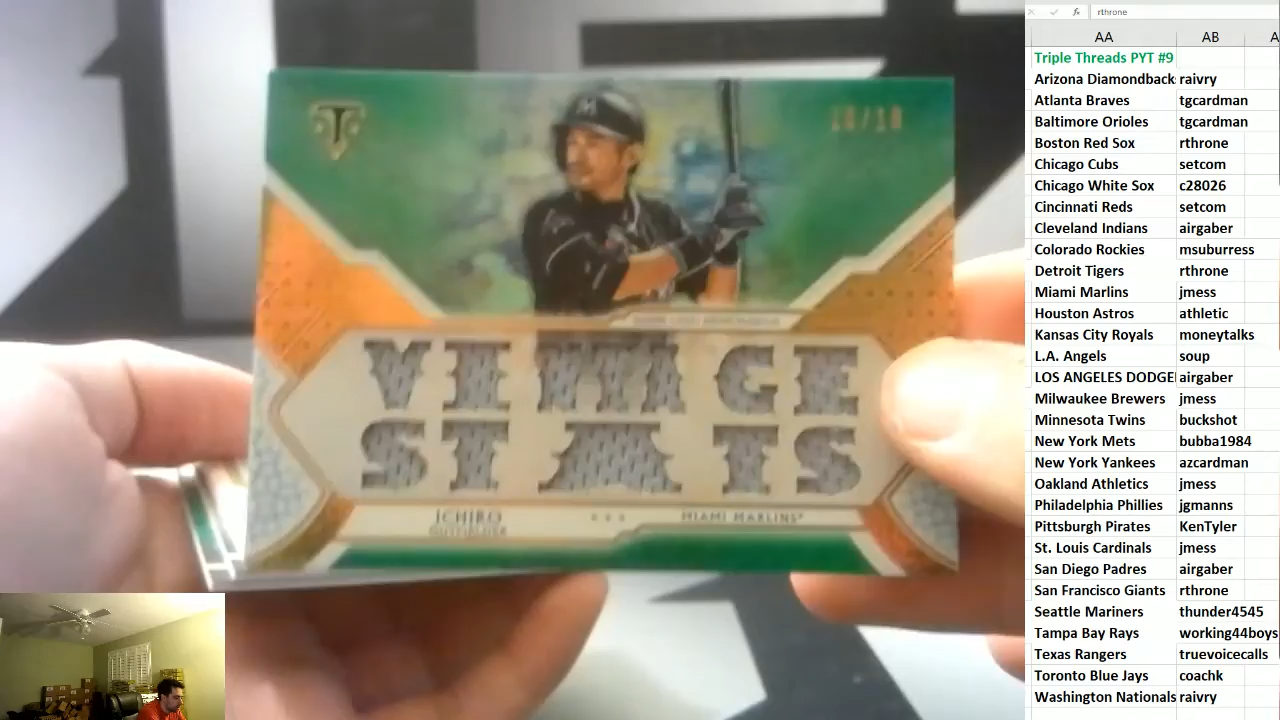 rthrone
AA AB
Triple Threads PYT #9
Arizona Diamondback raivry
Atlanta Braves tgcardman
Baltimore Orioles tgcardman
Boston Red Sox rthrone
Chicago Cubs setcom
Chicago White Sox c28026
Cincinnati Reds setcom
Cleveland Indians airgaber
Colorado Rockies msuburress
Detroit Tigers rthrone
Miami Marlins jmess
Houston Astros athletic
Kansas City Royals moneytalks
L.A. Angels soup
LOS ANGELES DODGE airgaber
Milwaukee Brewers jmess
Minnesota Twins buckshot
New York Mets bubba1984
New York Yankees azcardman
Oakland Athletics jmess
Philadelphia Phillies jgmanns
Pittsburgh Pirates KenTyler
St. Louis Cardinals jmess
San Diego Padres airgaber
San Francisco Giants rthrone
Seattle Mariners thunder4545
Tampa Bay Rays working44boys
Texas Rangers truevoicecalls
Toronto Blue Jays coachk
Washington Nationals raivry
T
M
18/18
VINTAGE
STATS
ICHIRO MIAMI MARLINS
OUTFIELDER